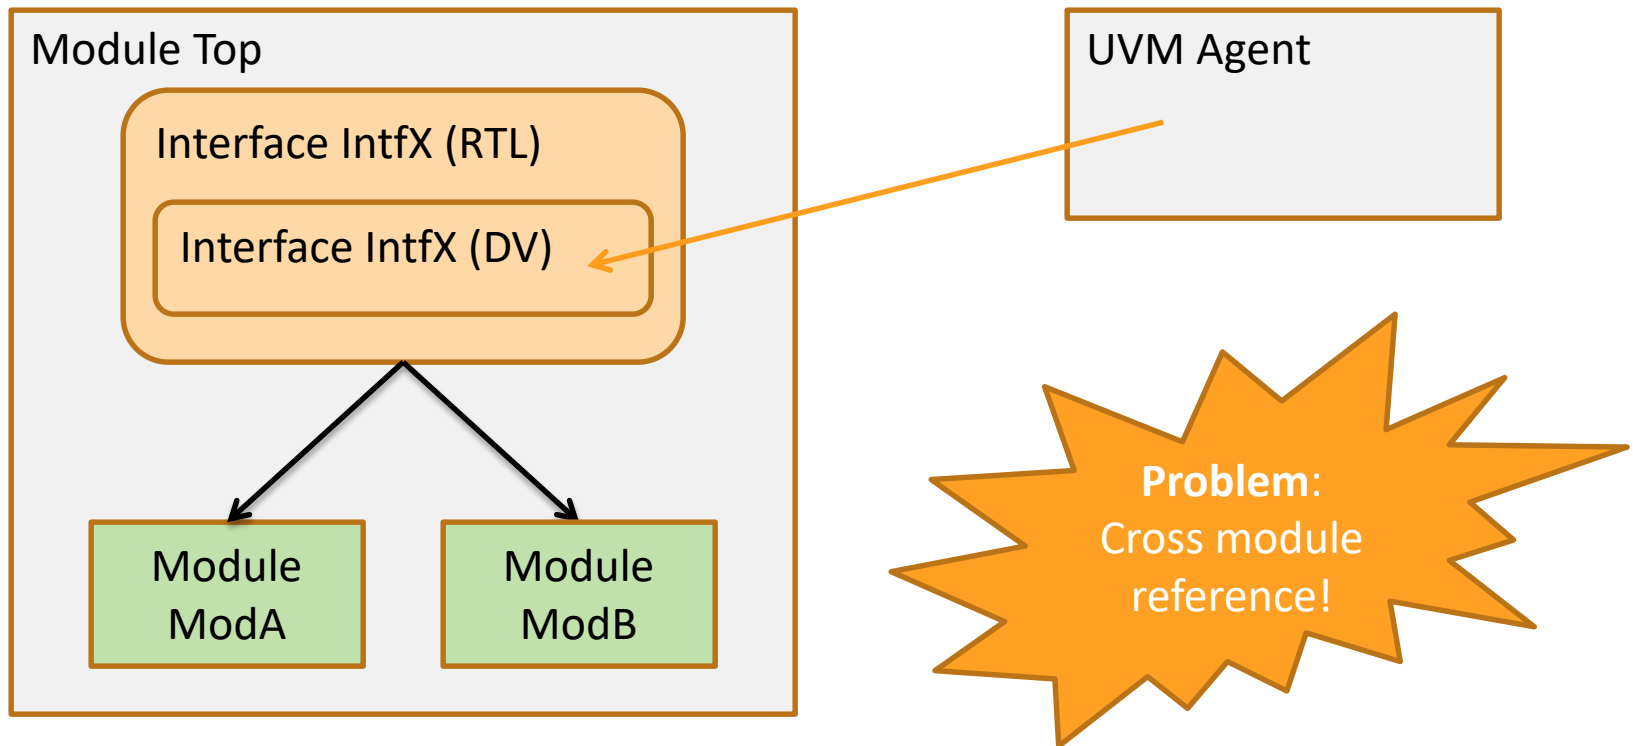 Module Top
UVM Agent
Interface IntfX (RTL)
Interface IntfX (DV)
Module
ModA
Module
ModB
Problem:
Cross module
reference!